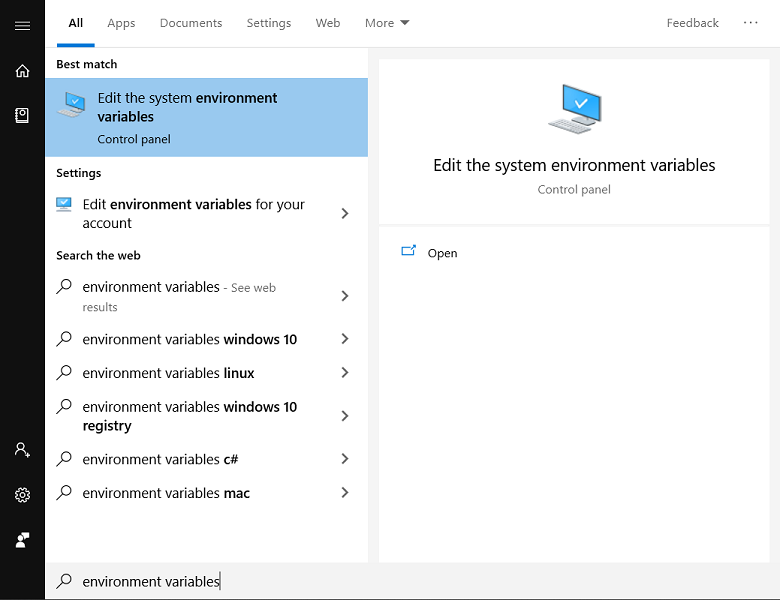 All Apps Documents Settings Web More Feedback ...
Best match
Edit the system environment
variables
Control panel
Settings
Edit environment variables for your
account
Search the web
environment variables - See web
results
environment variables windows 10
environment variables linux
environment variables windows 10
registry
environment variables c#
environment variables mac
environment variables
Edit the system environment variables
Control panel
Open